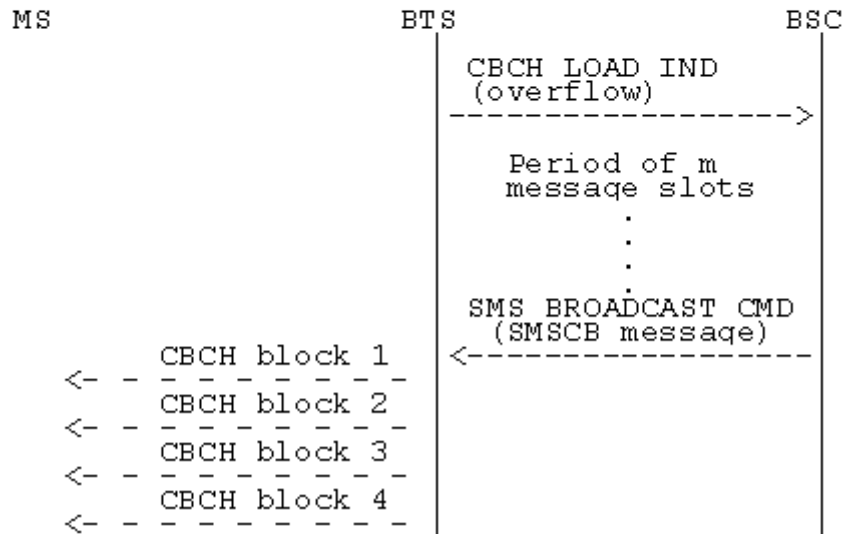 MS BTS BSC
CBCH LOAD IND
(overflow)
Period of m
message slots
SMS BROADCAST CMD
(SMSCB message)
CBCH block 1
CBCH block 2
CBCH block 3
CBCH block 4